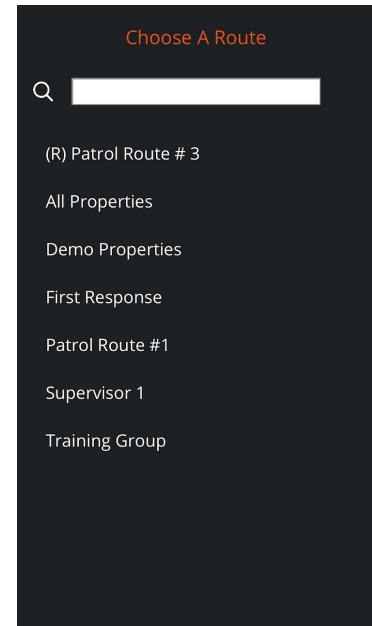 Choose A Route
(R) Patrol Route # 3
All Properties
Demo Properties
First Response
Patrol Route #1
Supervisor 1
Training Group